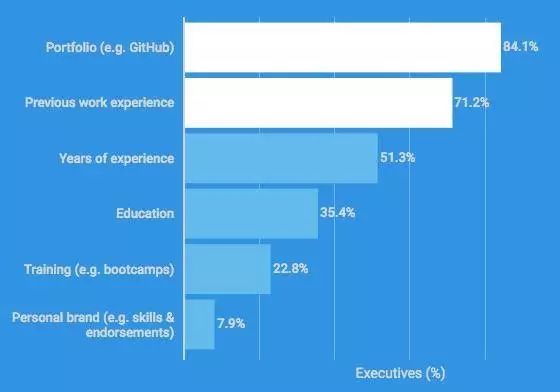 Portfolio (e.g. GitHub)
84.1%
Previous work experience
71.2%
Years of experience
51.3%
Education
35.4%
Training (e.g. bootcamps)
22.8%
Personal brand (e.g. skills &
endorsements)
7.9%
Executives (%)